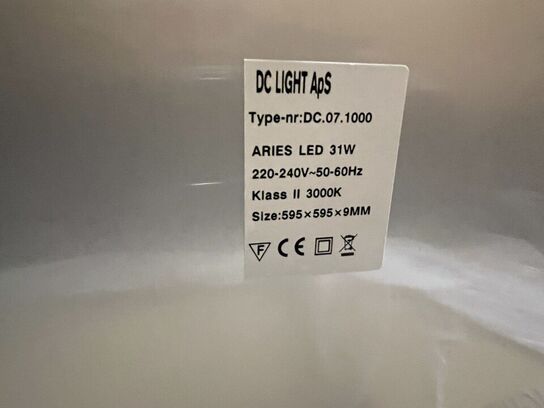 DC LIGHT ApS
Type-nr:DC.07.1000
ARIES LED 31W
220-240V~50-60Hz
Klass II 3000K
Size:595×595×9MM
F CE